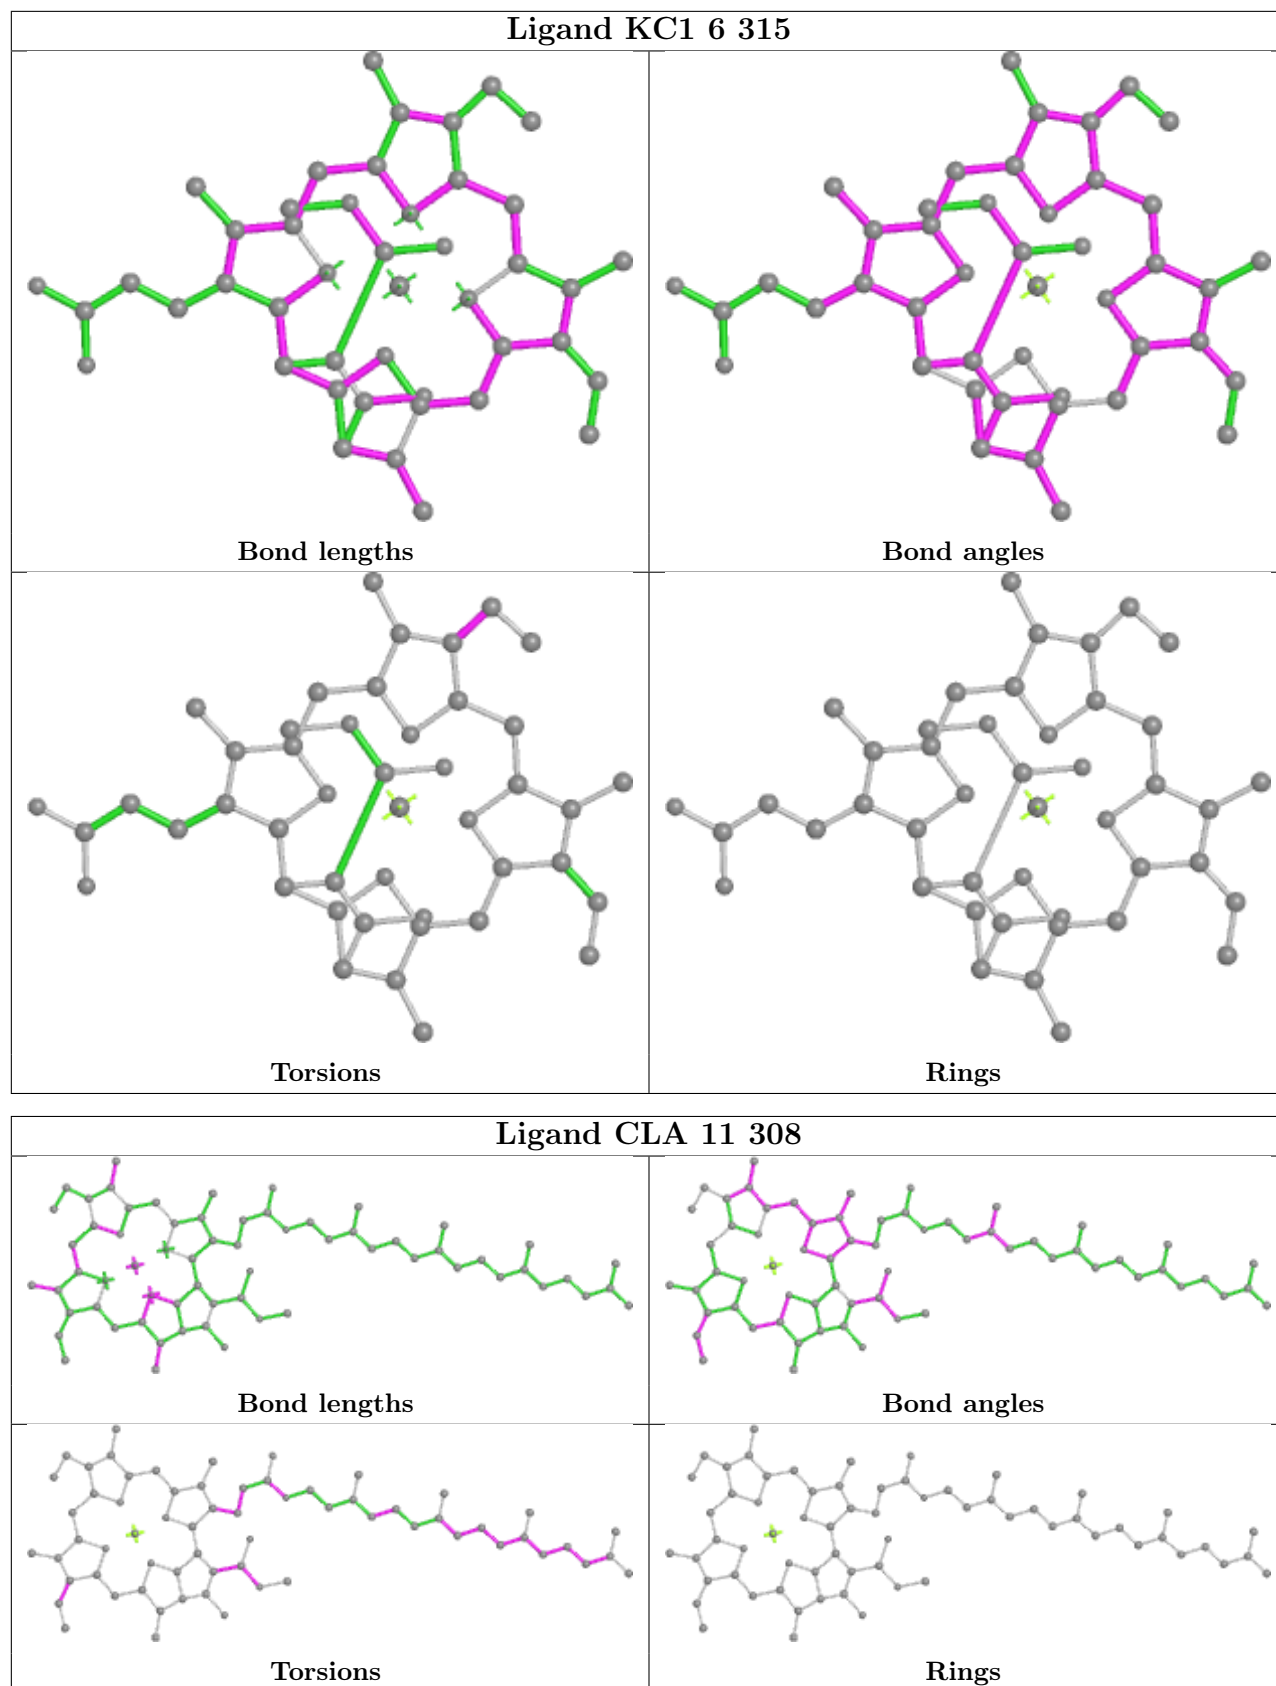 Ligand KC1 6 315
Bond lengths
Bond angles
Torsions
Rings
Ligand CLA 11 308
Bond lengths
Bond angles
Torsions
Rings